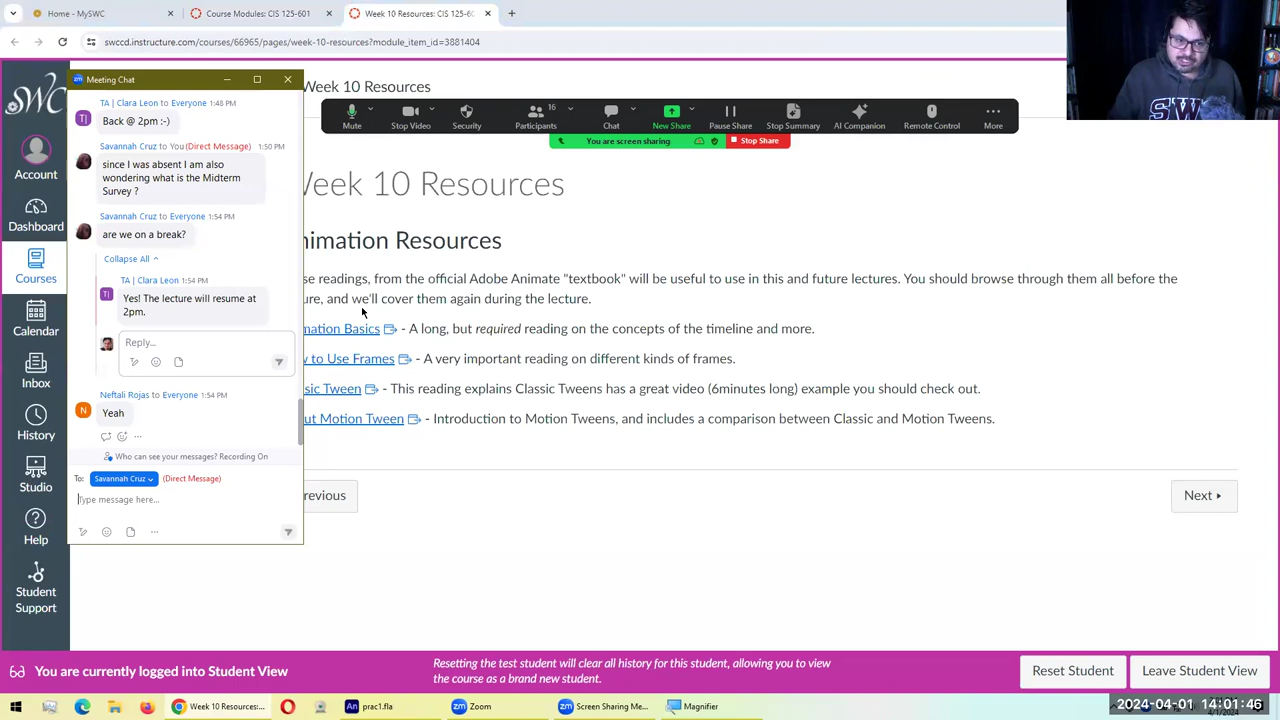 Home - MySWC
Course Modules: CIS 125-601
Week 10 Resources: CIS 125-60
swccd.instructure.com/courses/66965/pages/week-10-resources?module_item_id=3881404
SWC
Account
Dashboard
Courses
Calendar
Inbox
History
Studio
Help
Student
Support
zm Meeting Chat
TA | Clara Leon to Everyone 1:48 PM
T|
Back @ 2pm :-)
Savannah Cruz to You (Direct Message) 1:50 PM
since I was absent I am also
wondering what is the Midterm
Survey ?
Savannah Cruz to Everyone 1:54 PM
are we on a break?
Collapse All
TA | Clara Leon 1:54 PM
T|
Yes! The lecture will resume at
2pm.
Reply...
Neftali Rojas to Everyone 1:54 PM
N
Yeah
Who can see your messages? Recording On
To: Savannah Cruz (Direct Message)
Type message here...
Week 10 Resources
Mute
Stop Video
Security
16
Participants
Chat
New Share
Pause Share
Stop Summary
AI Companion
Remote Control
More
You are screen sharing
Stop Share
Week 10 Resources
nimation Resources
se readings, from the official Adobe Animate "textbook" will be useful to use in this and future lectures. You should browse through them all before the
ure, and we'll cover them again during the lecture.
mation Basics - A long, but required reading on the concepts of the timeline and more.
w to Use Frames - A very important reading on different kinds of frames.
sic Tween - This reading explains Classic Tweens has a great video (6minutes long) example you should check out.
ut Motion Tween - Introduction to Motion Tweens, and includes a comparison between Classic and Motion Tweens.
revious
Next
You are currently logged into Student View
Resetting the test student will clear all history for this student, allowing you to view
the course as a brand new student.
Reset Student
Leave Student View
Week 10 Resources:...
An prac1.fla
zm Zoom
zm Screen Sharing Me...
Magnifier
2024-04-01 14:01:46